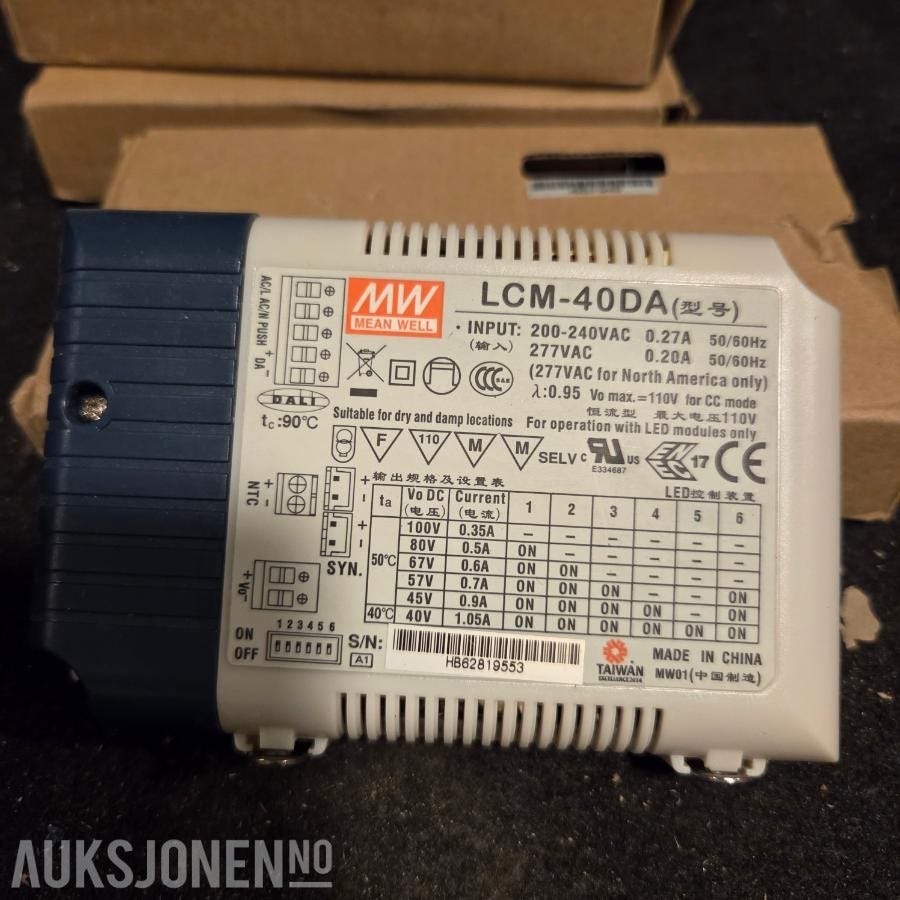 LCM-40DA(型号)
MW
MEAN WELL
· INPUT: 200-240VAC 0.27A 50/60Hz
(输入) 277VAC 0.20A 50/60Hz
(277VAC for North America only)
λ:0.95 Vo max.=110V for CC mode
恒流型 最大电压110V
For operation with LED modules only
AC/L AC/N PUSH + DA -
DALI
tc:90℃
Suitable for dry and damp locations
F 110 M M SELV c RU US
E334687
ENEC 17 CE
LED控制装置
NTC + -
+ -
+ -
SYN.
+ Vo -
输出规格及设置表
ta Vo DC (电压) Current (电流) 1 2 3 4 5 6
50℃ 100V 0.35A – – – – – –
80V 0.5A ON – – – – –
67V 0.6A ON ON – – – –
57V 0.7A ON ON ON – – ON
45V 0.9A ON ON ON ON – ON
40℃ 40V 1.05A ON ON ON ON ON ON
1 2 3 4 5 6
ON
OFF
A1
S/N:
HB62819553
TAIWAN
EXCELLENCE 2014
MADE IN CHINA
MW01(中国制造)
AUKSJONEN NO